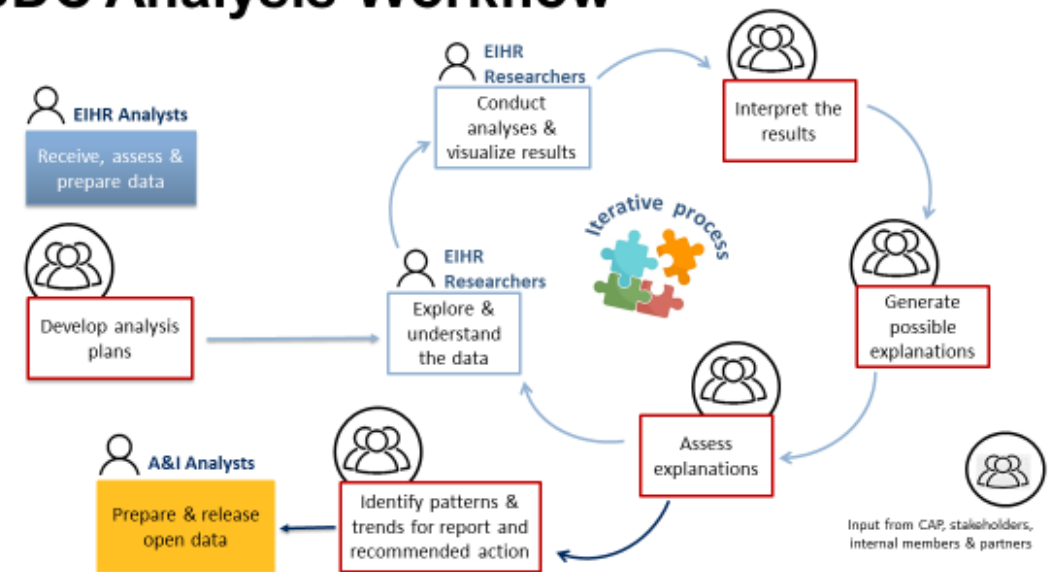 Analysis Workflow
EIHR Analysts
Receive, assess &
prepare data
Develop analysis
plans
EIHR
Researchers
Explore &
understand
the data
EIHR
Researchers
Conduct
analyses &
visualize results
Interpret the
results
Generate
possible
explanations
Assess
explanations
Iterative process
Identify patterns &
trends for report and
recommended action
A&I Analysts
Prepare & release
open data
Input from CAP, stakeholders,
internal members & partners